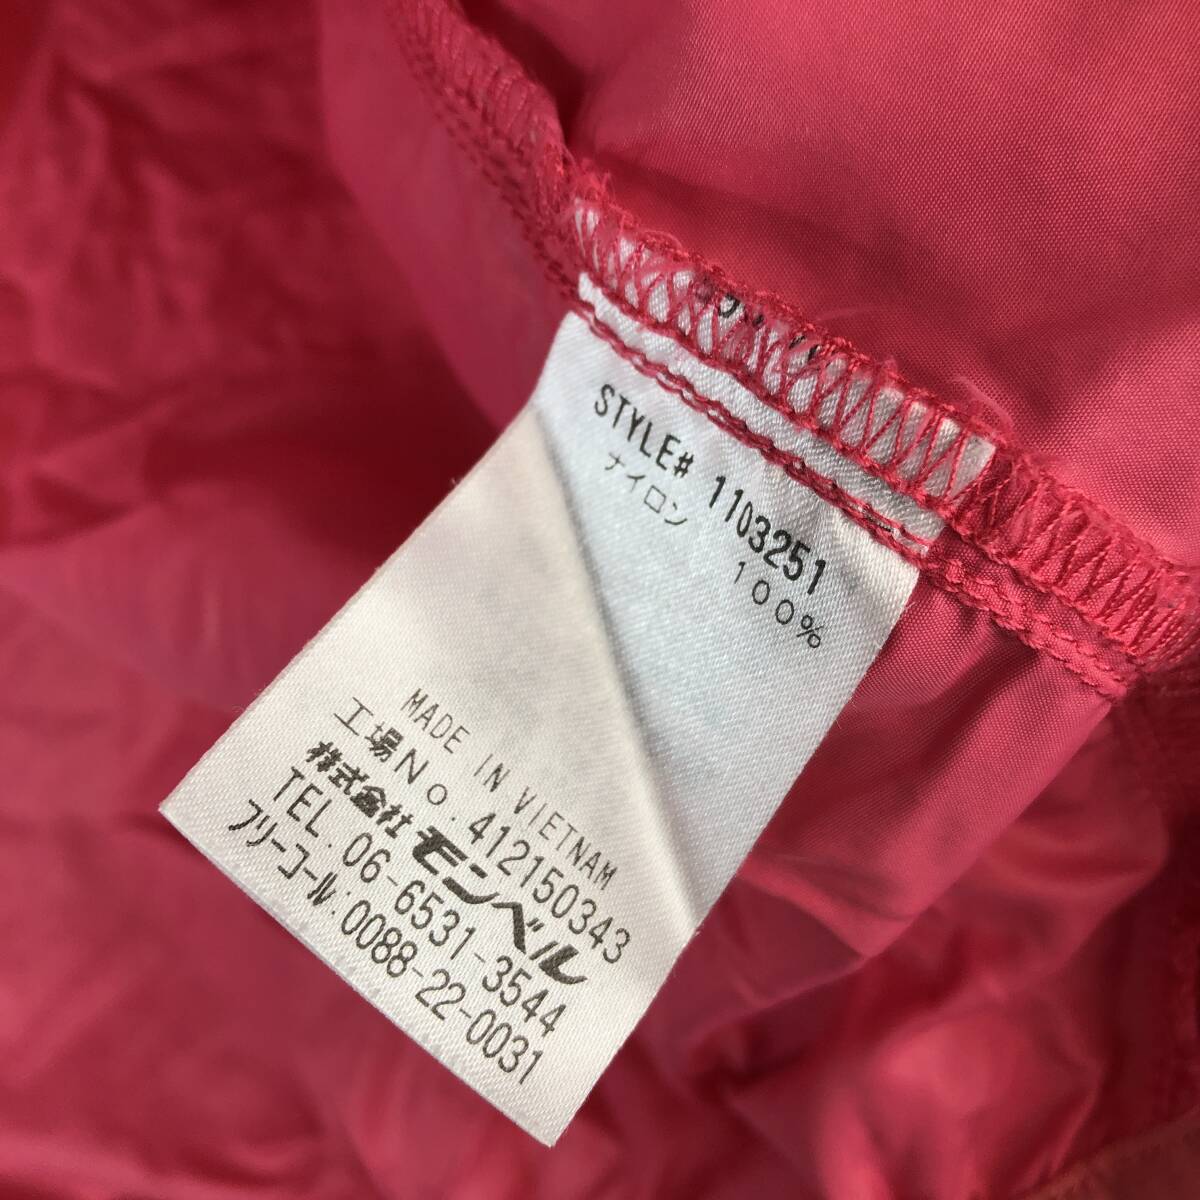 STYLE# 1103251
ナイロン 100%
MADE IN VIETNAM
工場No.412150343
株式会社モンベル
TEL.06-6531-3544
フリーコール:0088-22-0031